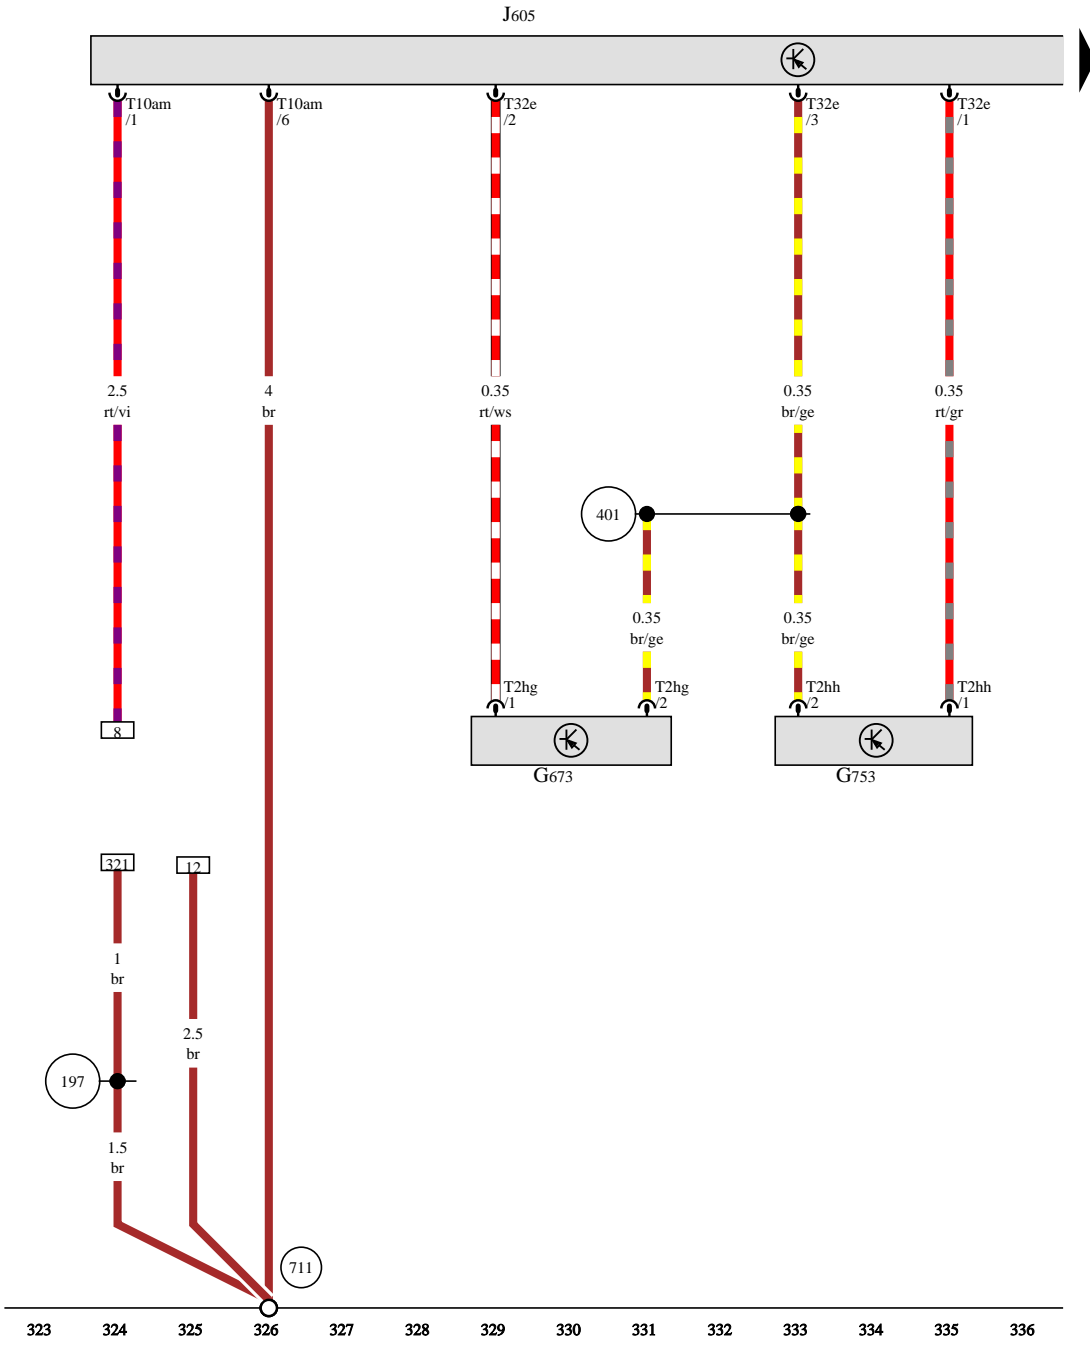 J605
T10am T10am T32e T32e T32e
/1 /6 /2 /3 /1
2.5 4 0.35 0.35 0.35
rt/vi br rt/ws br/ge rt/gr
401
0.35 0.35
br/ge br/ge
T2hg T2hg T2hh T2hh
/1 /2 /2 /1
8
G673 G753
321 12
1
br
2.5
br
197
1.5
br
711
323 324 325 326 327 328 329 330 331 332 333 334 335 336